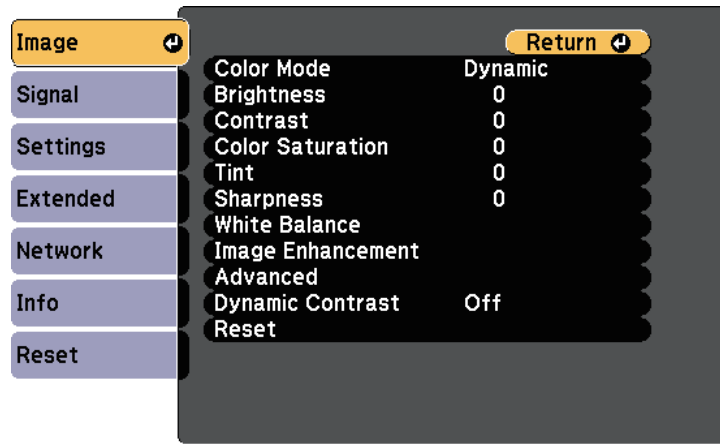 Image
Signal
Settings
Extended
Network
Info
Reset
Return
Color Mode Dynamic
Brightness 0
Contrast 0
Color Saturation 0
Tint 0
Sharpness 0
White Balance
Image Enhancement
Advanced
Dynamic Contrast Off
Reset